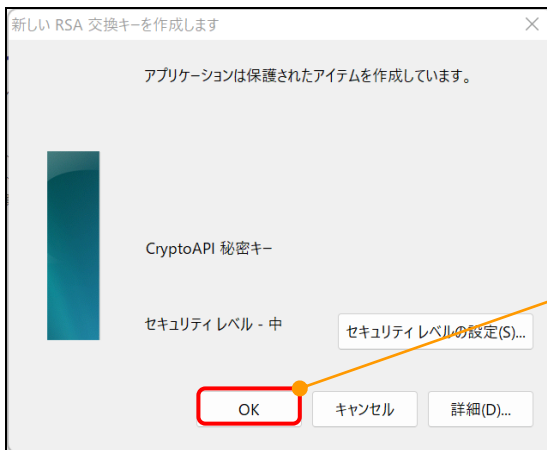 新しい RSA 交換キーを作成します
アプリケーションは保護されたアイテムを作成しています。
CryptoAPI 秘密キー
セキュリティ レベル - 中
セキュリティ レベルの設定(S)...
OK
キャンセル
詳細(D)...